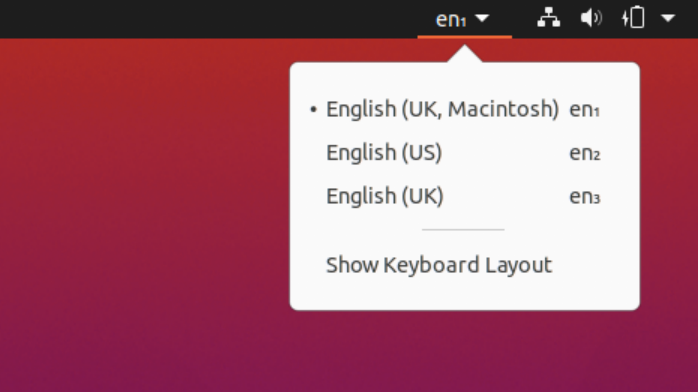 en₁
English (UK, Macintosh) en₁
English (US) en₂
English (UK) en₃
Show Keyboard Layout